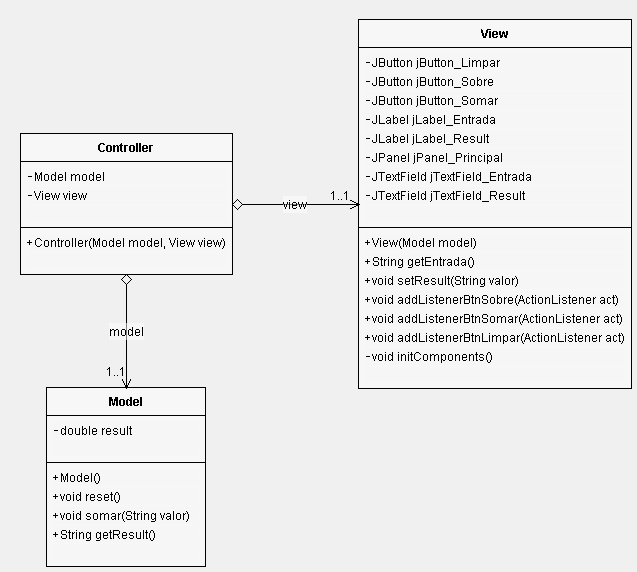 View
-JButton jButton_Limpar
-JButton jButton_Sobre
-JButton jButton_Somar
-JLabel jLabel_Entrada
-JLabel jLabel_Result
-JPanel jPanel_Principal
-JTextField jTextField_Entrada
-JTextField jTextField_Result
+View(Model model)
+String getEntrada()
+void setResult(String valor)
+void addListenerBtnSobre(ActionListener act)
+void addListenerBtnSomar(ActionListener act)
+void addListenerBtnLimpar(ActionListener act)
-void initComponents()
Controller
-Model model
-View view
+Controller(Model model, View view)
1..1
view
model
1..1
Model
-double result
+Model()
+void reset()
+void somar(String valor)
+String getResult()